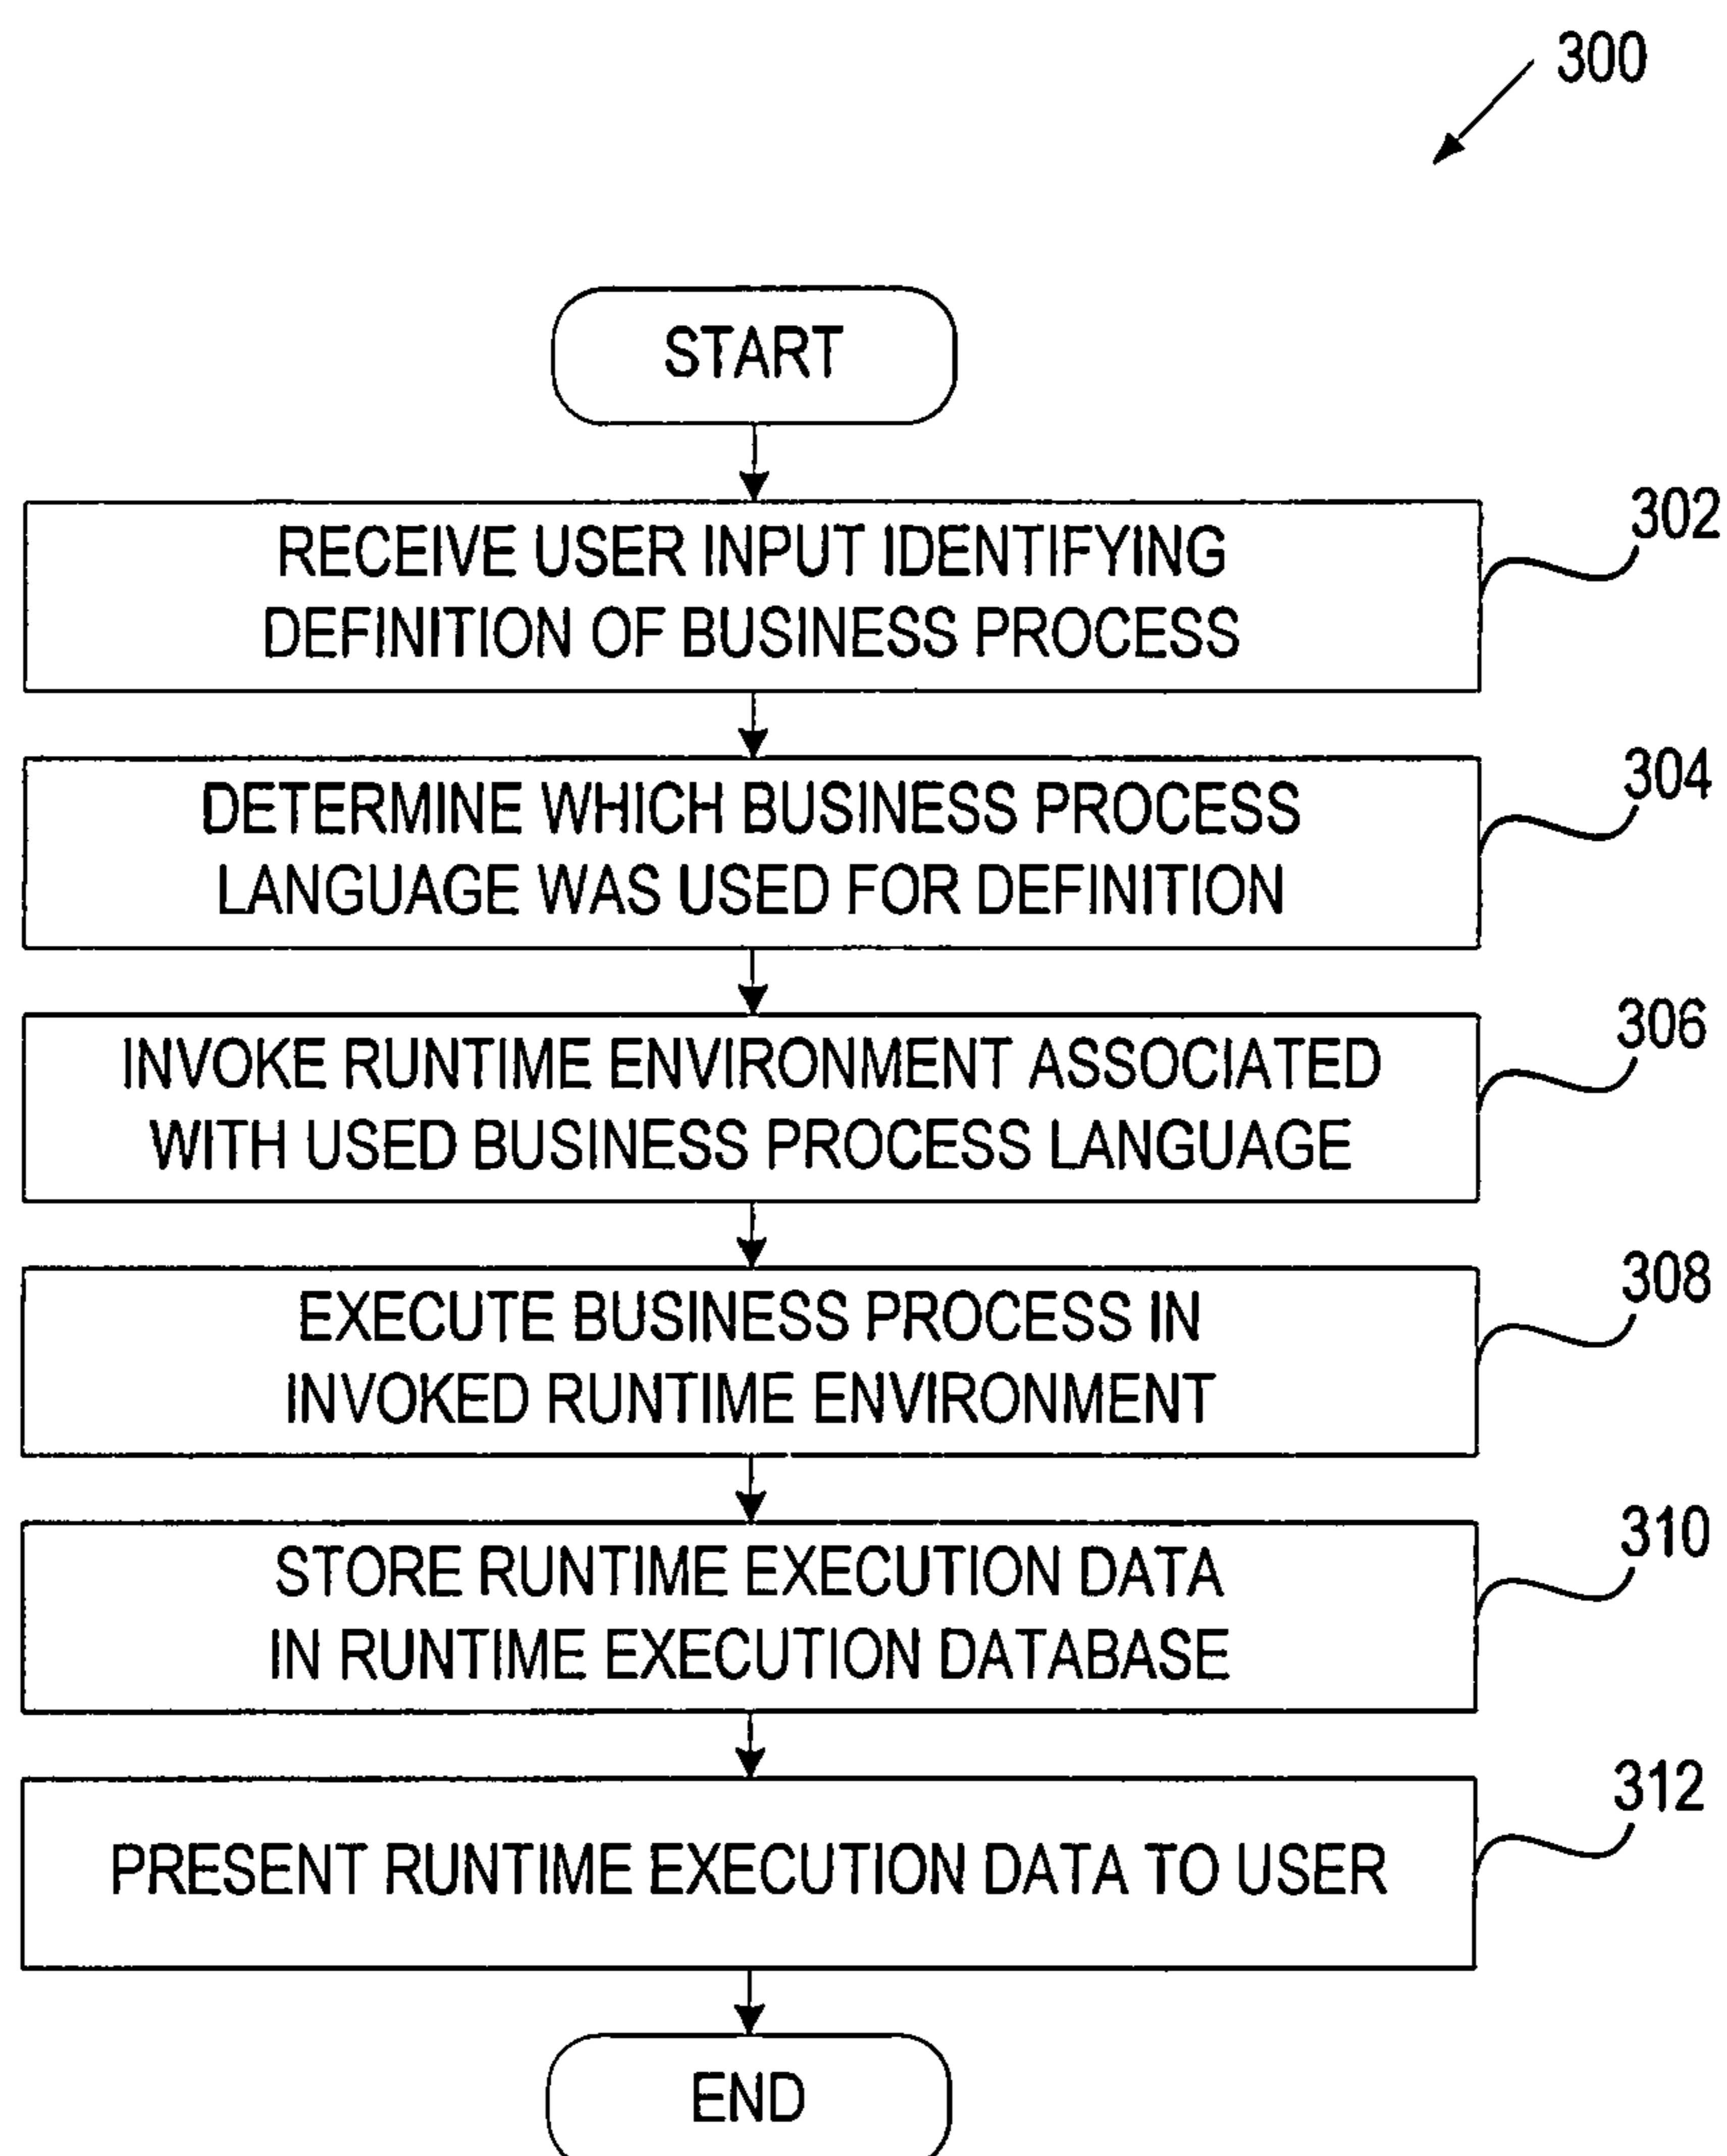 300
START
RECEIVE USER INPUT IDENTIFYING
DEFINITION OF BUSINESS PROCESS
302
DETERMINE WHICH BUSINESS PROCESS
LANGUAGE WAS USED FOR DEFINITION
304
INVOKE RUNTIME ENVIRONMENT ASSOCIATED
WITH USED BUSINESS PROCESS LANGUAGE
306
EXECUTE BUSINESS PROCESS IN
INVOKED RUNTIME ENVIRONMENT
308
STORE RUNTIME EXECUTION DATA
IN RUNTIME EXECUTION DATABASE
310
PRESENT RUNTIME EXECUTION DATA TO USER
312
END